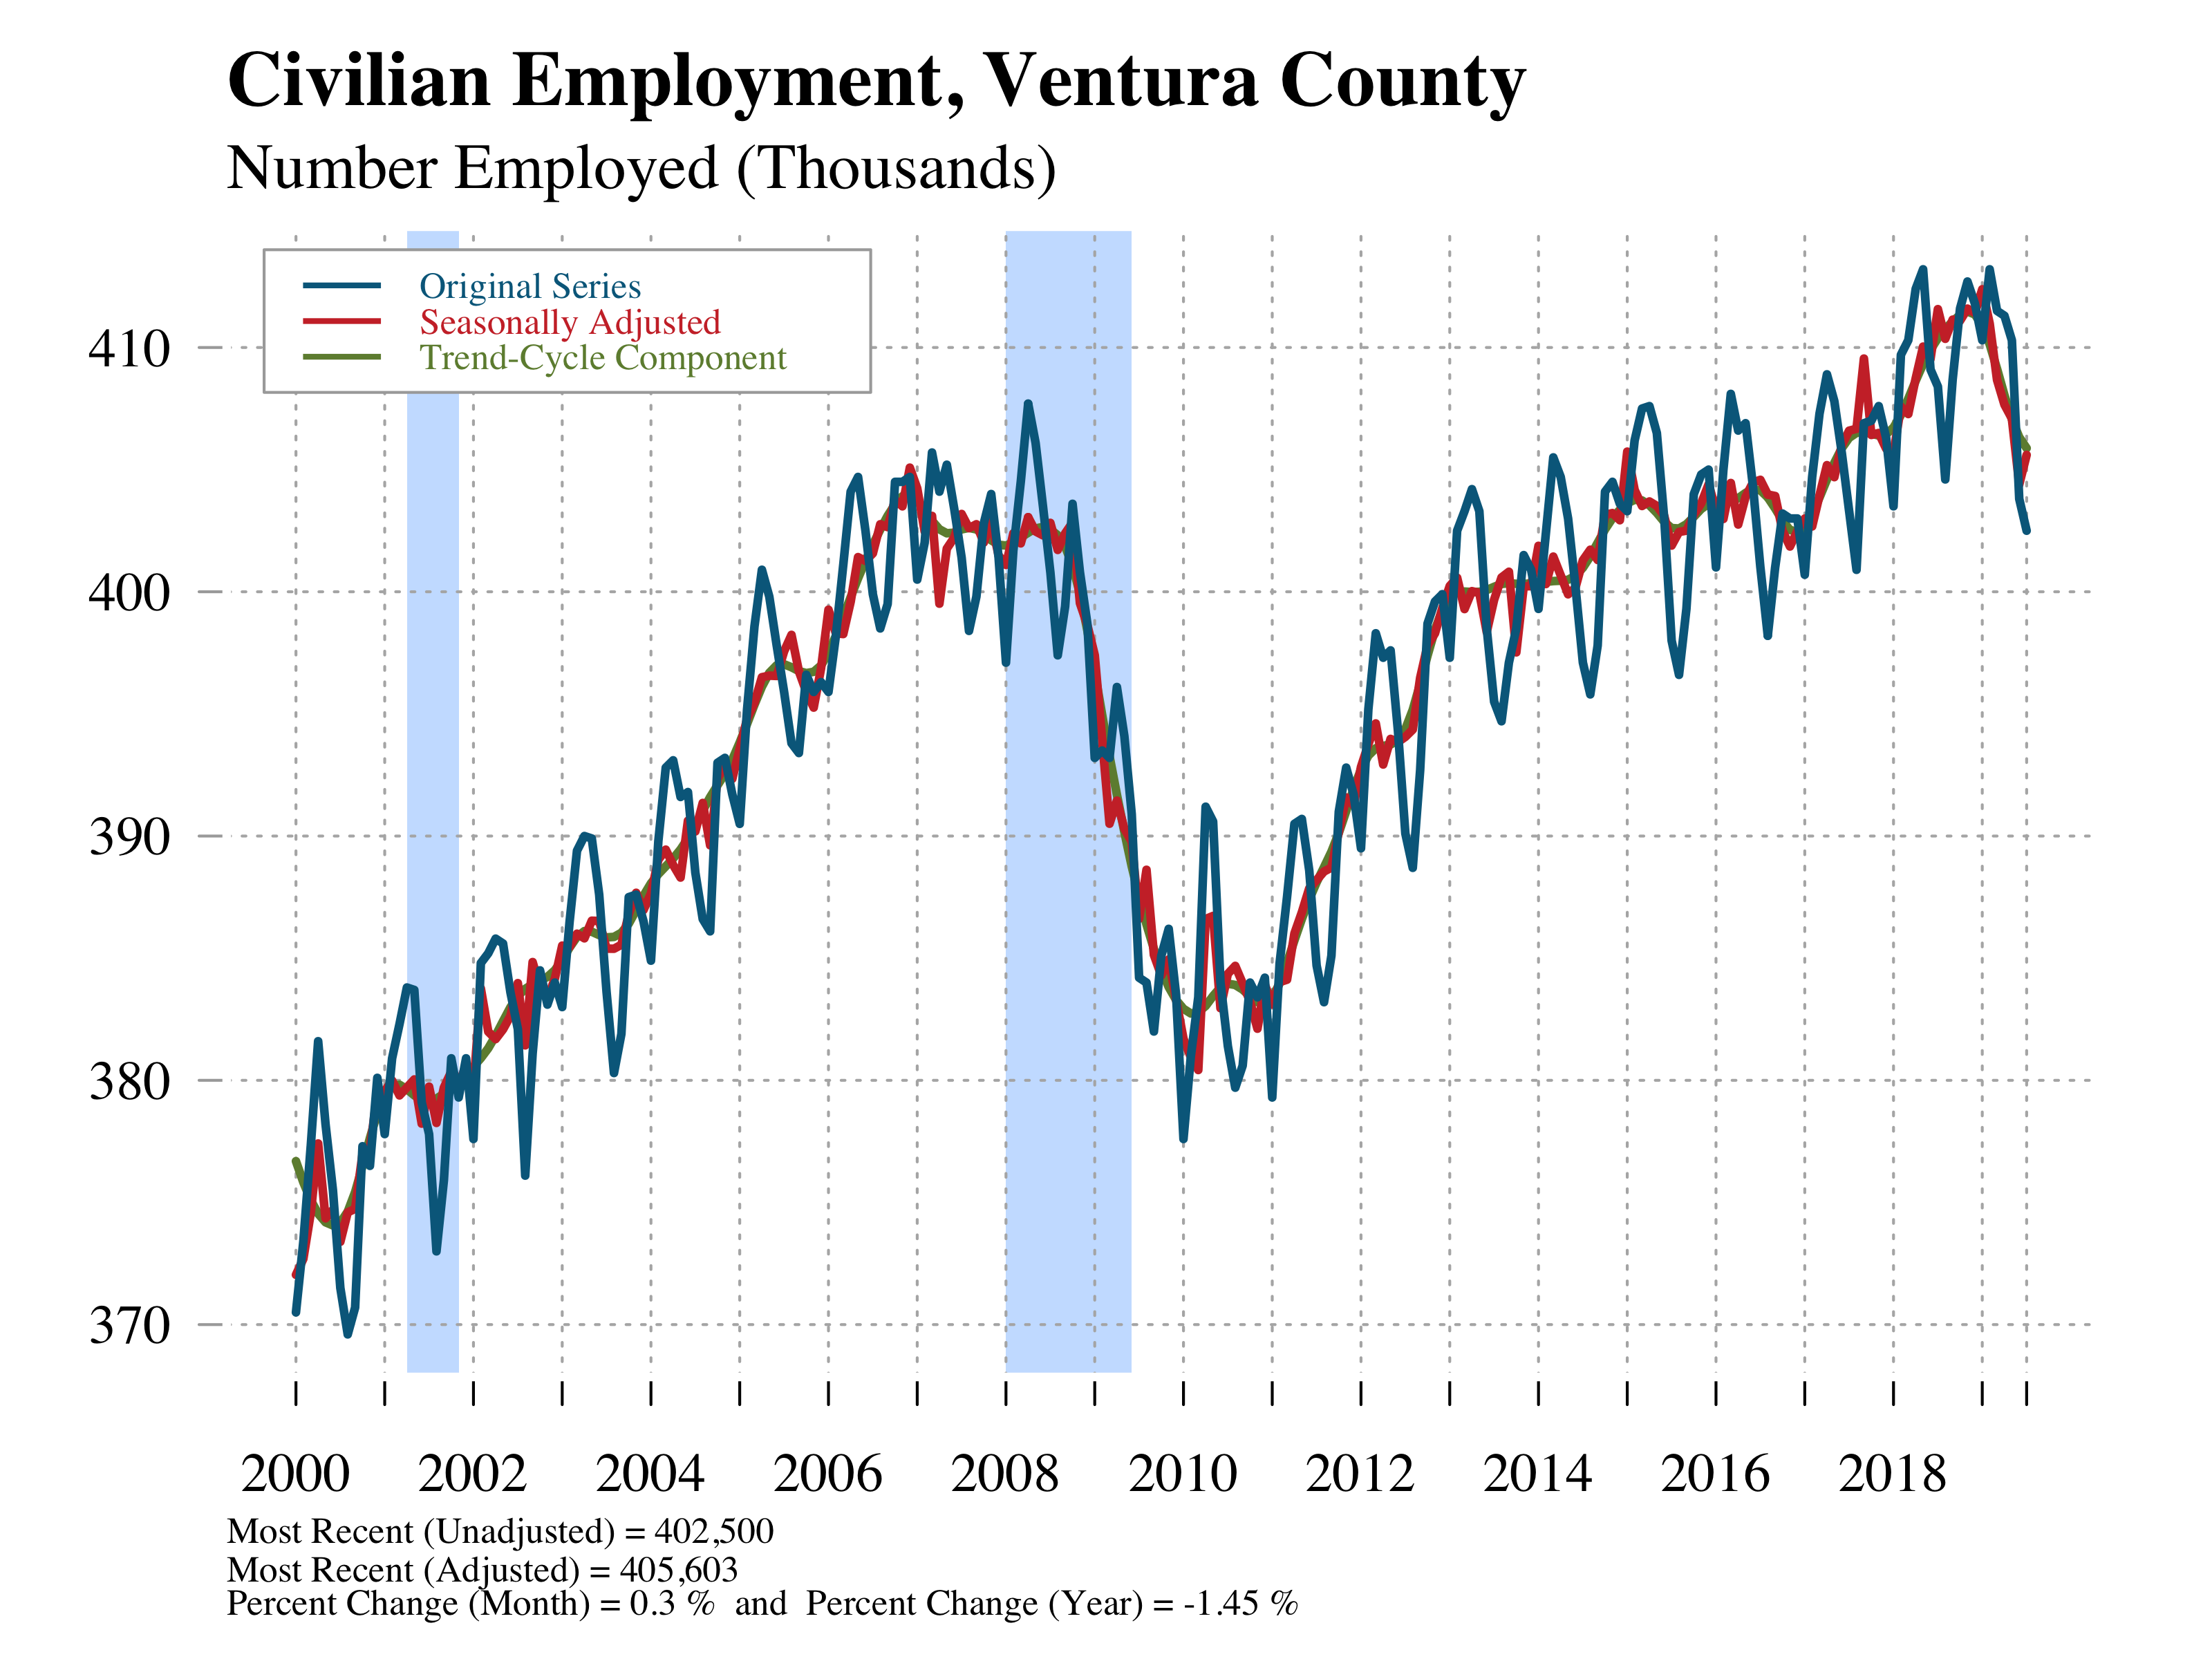 Civilian Employment, Ventura County
Number Employed (Thousands)
Original Series
Seasonally Adjusted
Trend-Cycle Component
410
400
390
380
370
2000 2002 2004 2006 2008 2010 2012 2014 2016 2018
Most Recent (Unadjusted) = 402,500
Most Recent (Adjusted) = 405,603
Percent Change (Month) = 0.3 % and Percent Change (Year) = -1.45 %